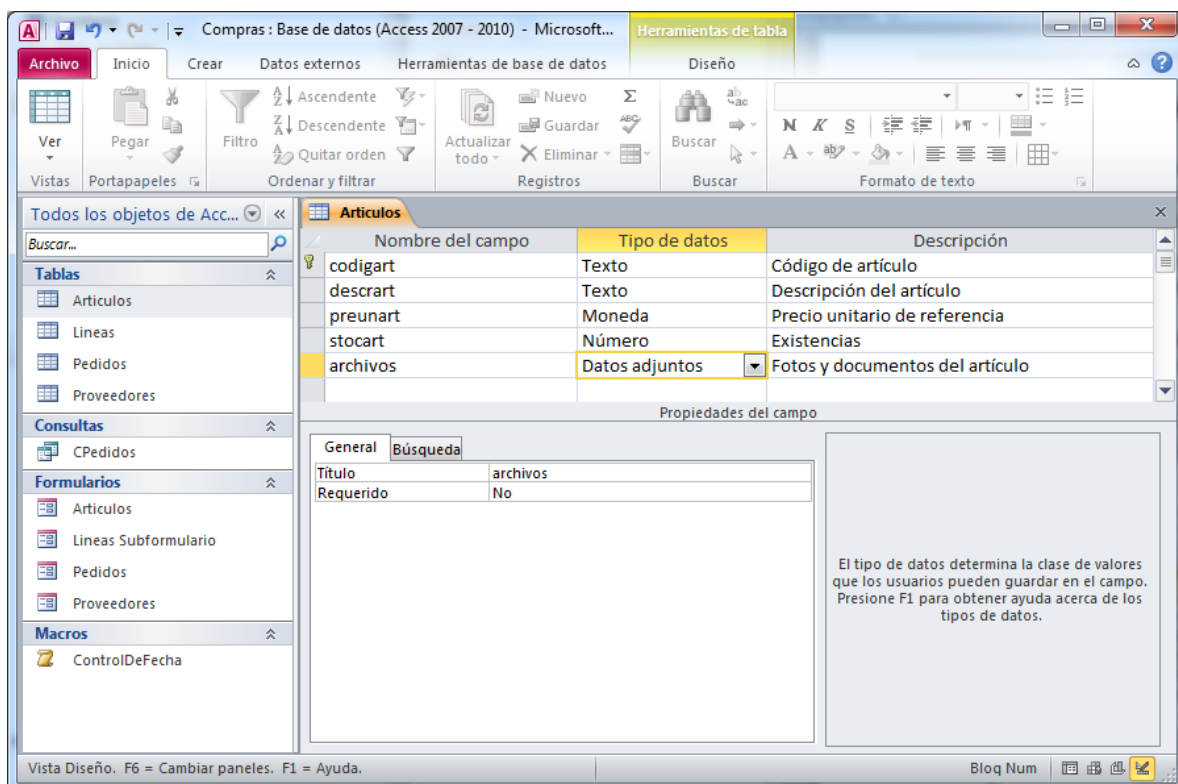 Compras : Base de datos (Access 2007 - 2010) - Microsoft...
Herramientas de tabla
Archivo Inicio Crear Datos externos Herramientas de base de datos Diseño
Ver
Pegar
Filtro
Ascendente
Descendente
Quitar orden
Actualizar
todo
Nuevo
Guardar
Eliminar
Buscar
N K S
A
Vistas Portapapeles Ordenar y filtrar Registros Buscar Formato de texto
Todos los objetos de Acc...
Buscar...
Tablas
Articulos
Lineas
Pedidos
Proveedores
Consultas
CPedidos
Formularios
Articulos
Lineas Subformulario
Pedidos
Proveedores
Macros
ControlDeFecha
Articulos
Nombre del campo Tipo de datos Descripción
codigart Texto Código de artículo
descrart Texto Descripción del artículo
preunart Moneda Precio unitario de referencia
stocart Número Existencias
archivos Datos adjuntos Fotos y documentos del artículo
Propiedades del campo
General Búsqueda
Título archivos
Requerido No
El tipo de datos determina la clase de valores
que los usuarios pueden guardar en el campo.
Presione F1 para obtener ayuda acerca de los
tipos de datos.
Vista Diseño. F6 = Cambiar paneles. F1 = Ayuda.
Bloq Num